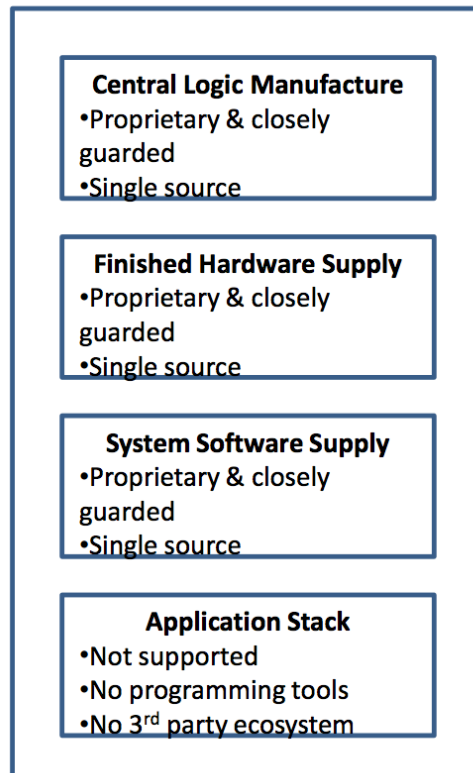 Central Logic Manufacture
•Proprietary & closely
guarded
•Single source
Finished Hardware Supply
•Proprietary & closely
guarded
•Single source
System Software Supply
•Proprietary & closely
guarded
•Single source
Application Stack
•Not supported
•No programming tools
•No 3rd party ecosystem